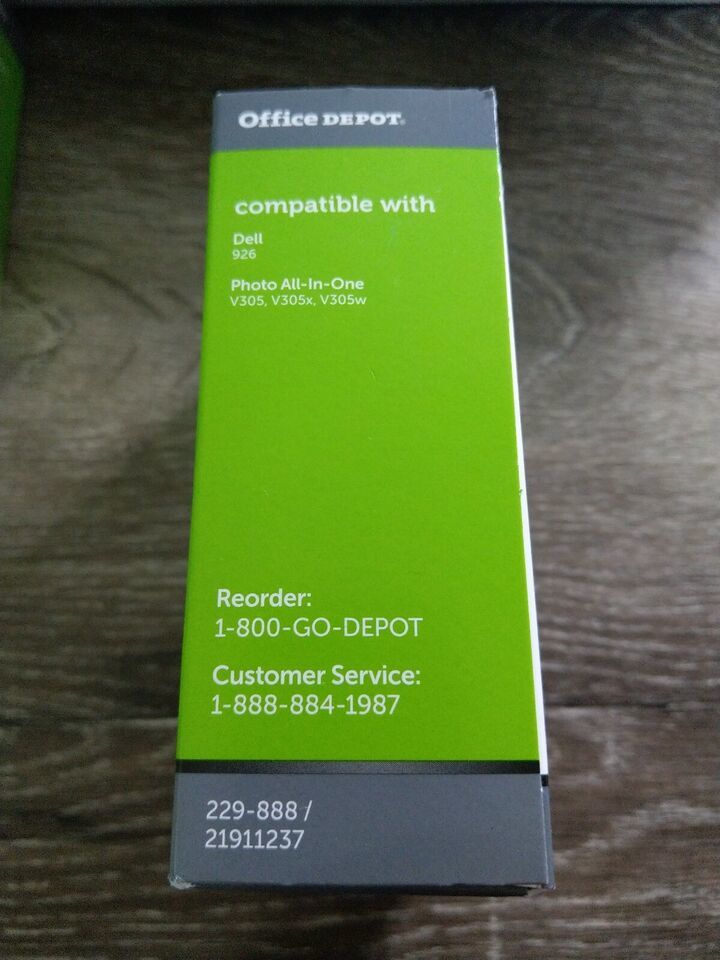 Office DEPOT.
compatible with
Dell
926
Photo All-In-One
V305, V305x, V305w
Reorder:
1-800-GO-DEPOT
Customer Service:
1-888-884-1987
229-888 /
21911237